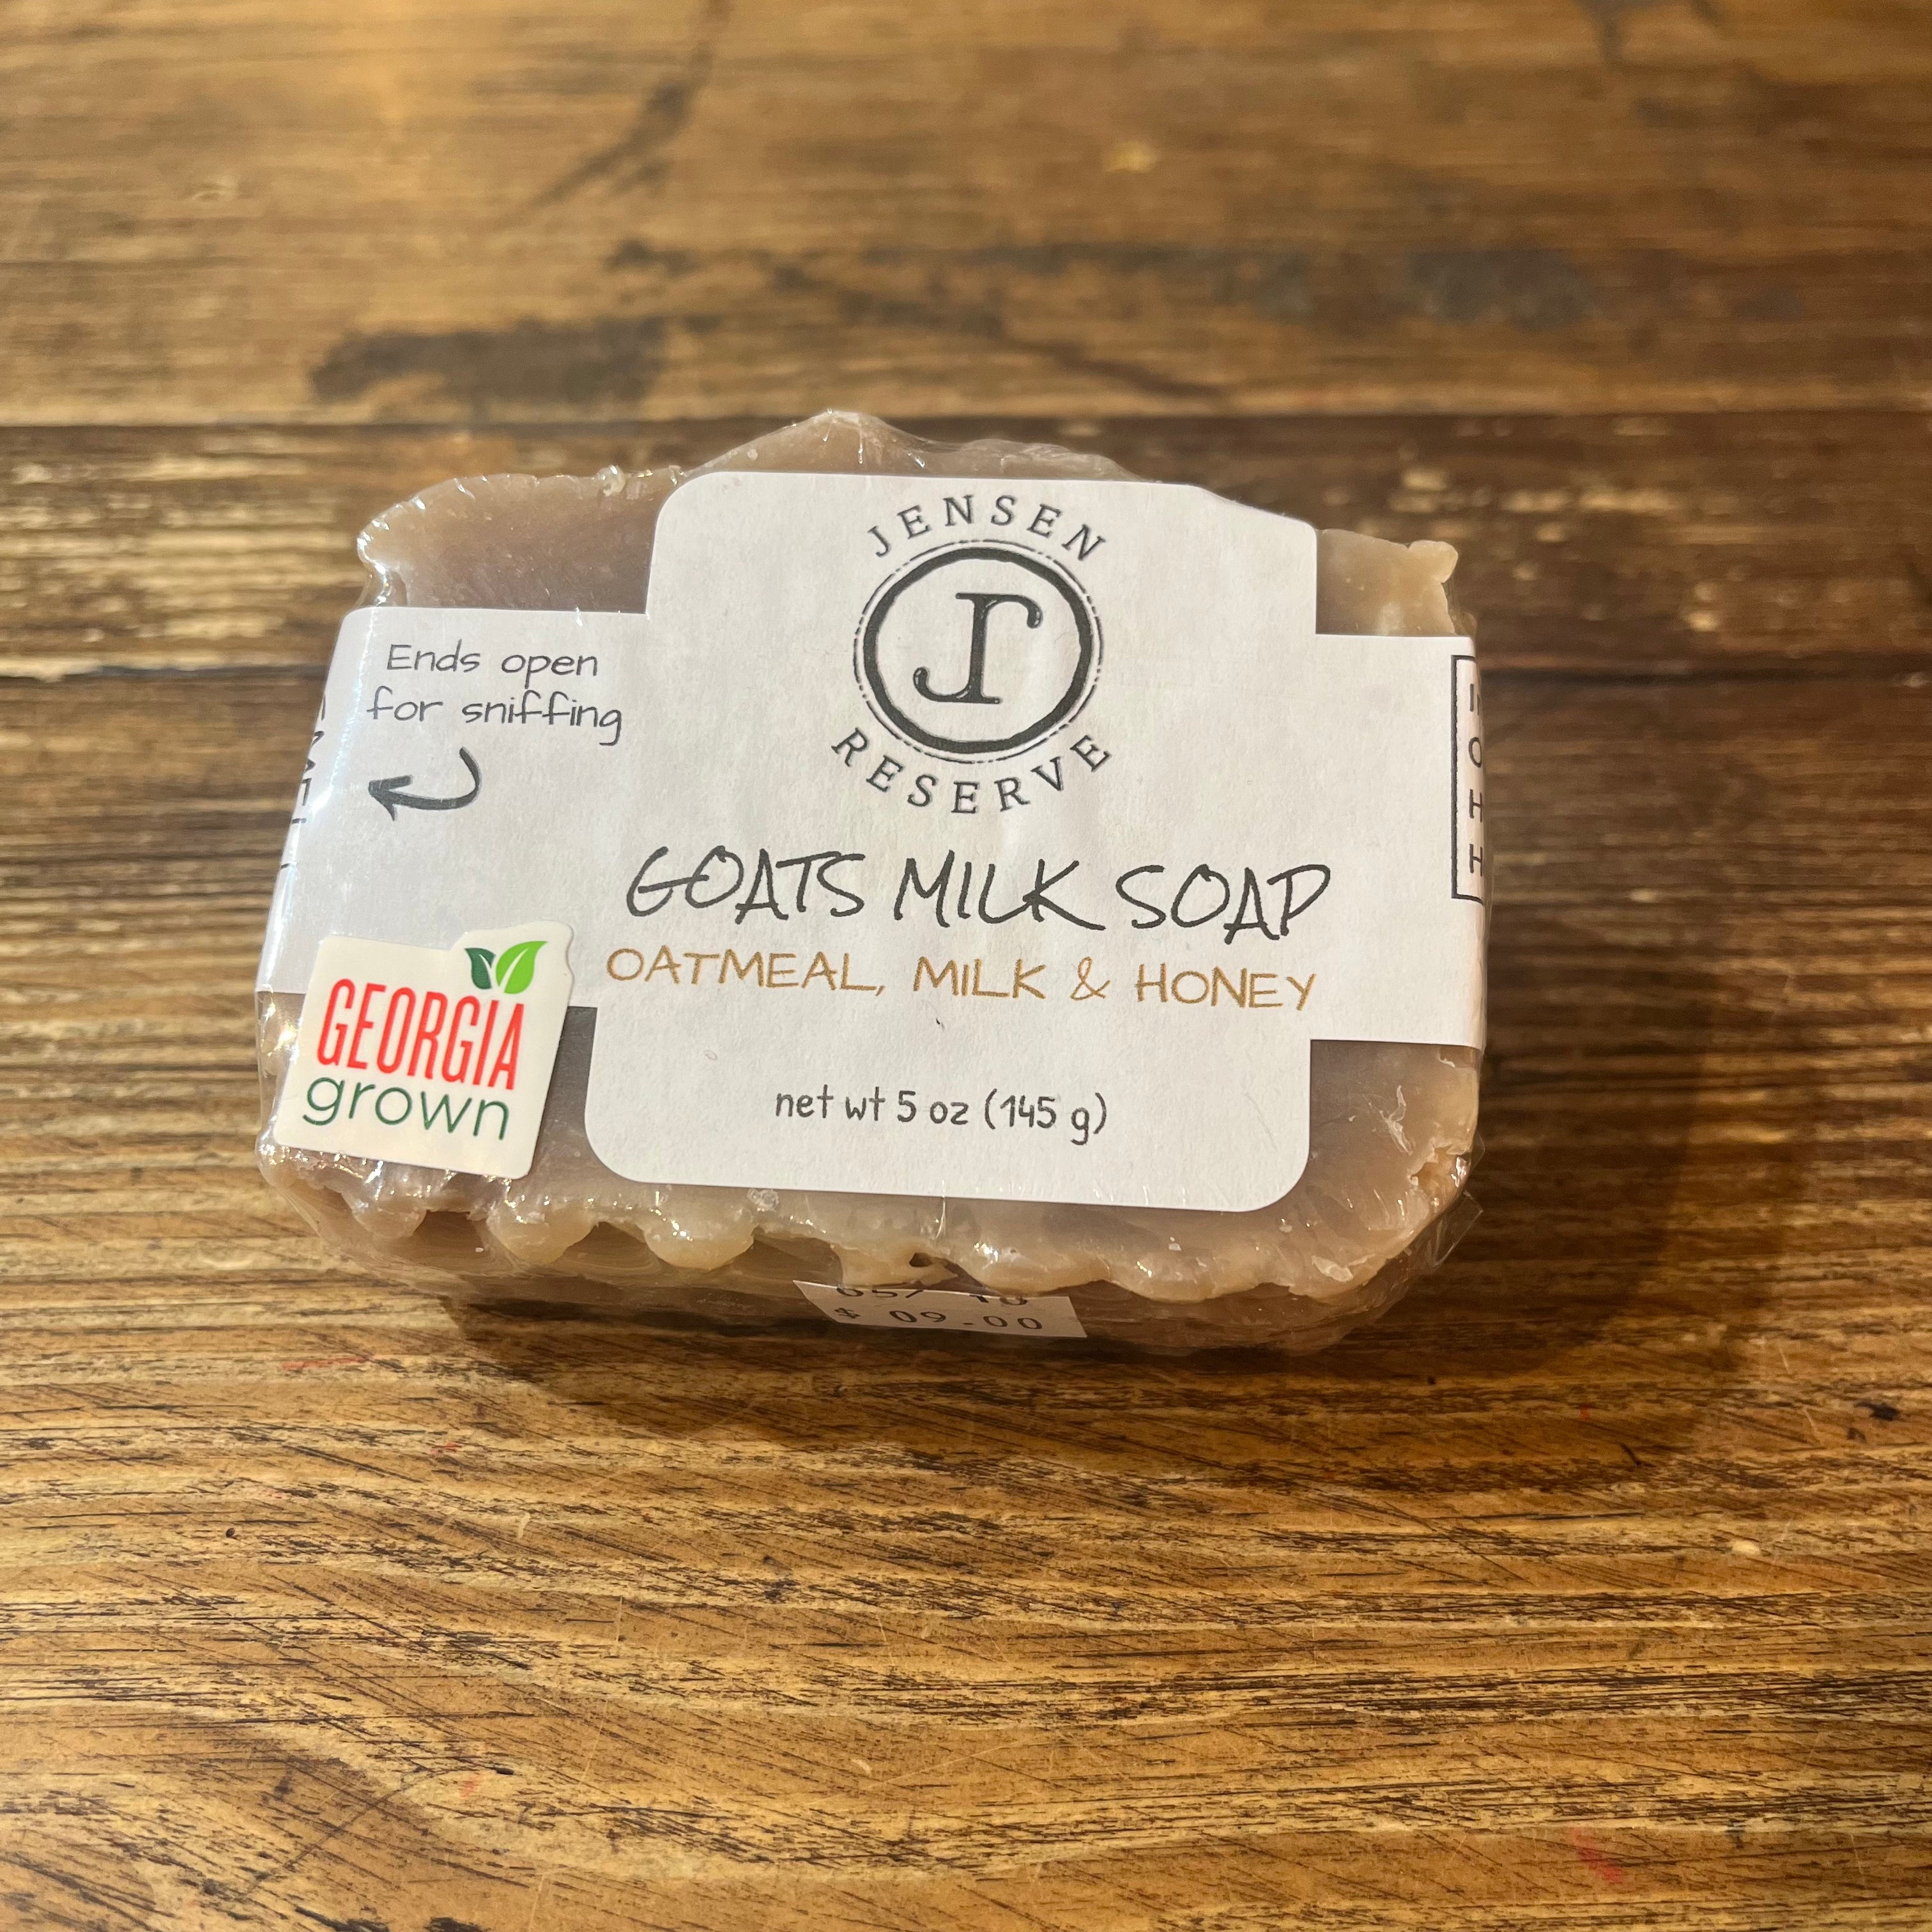 JENSEN
JR
RESERVE
Ends open
for sniffing
GOATS MILK SOAP
OATMEAL, MILK & HONEY
net wt 5 oz (145 g)
GEORGIA
grown
$ 09.00